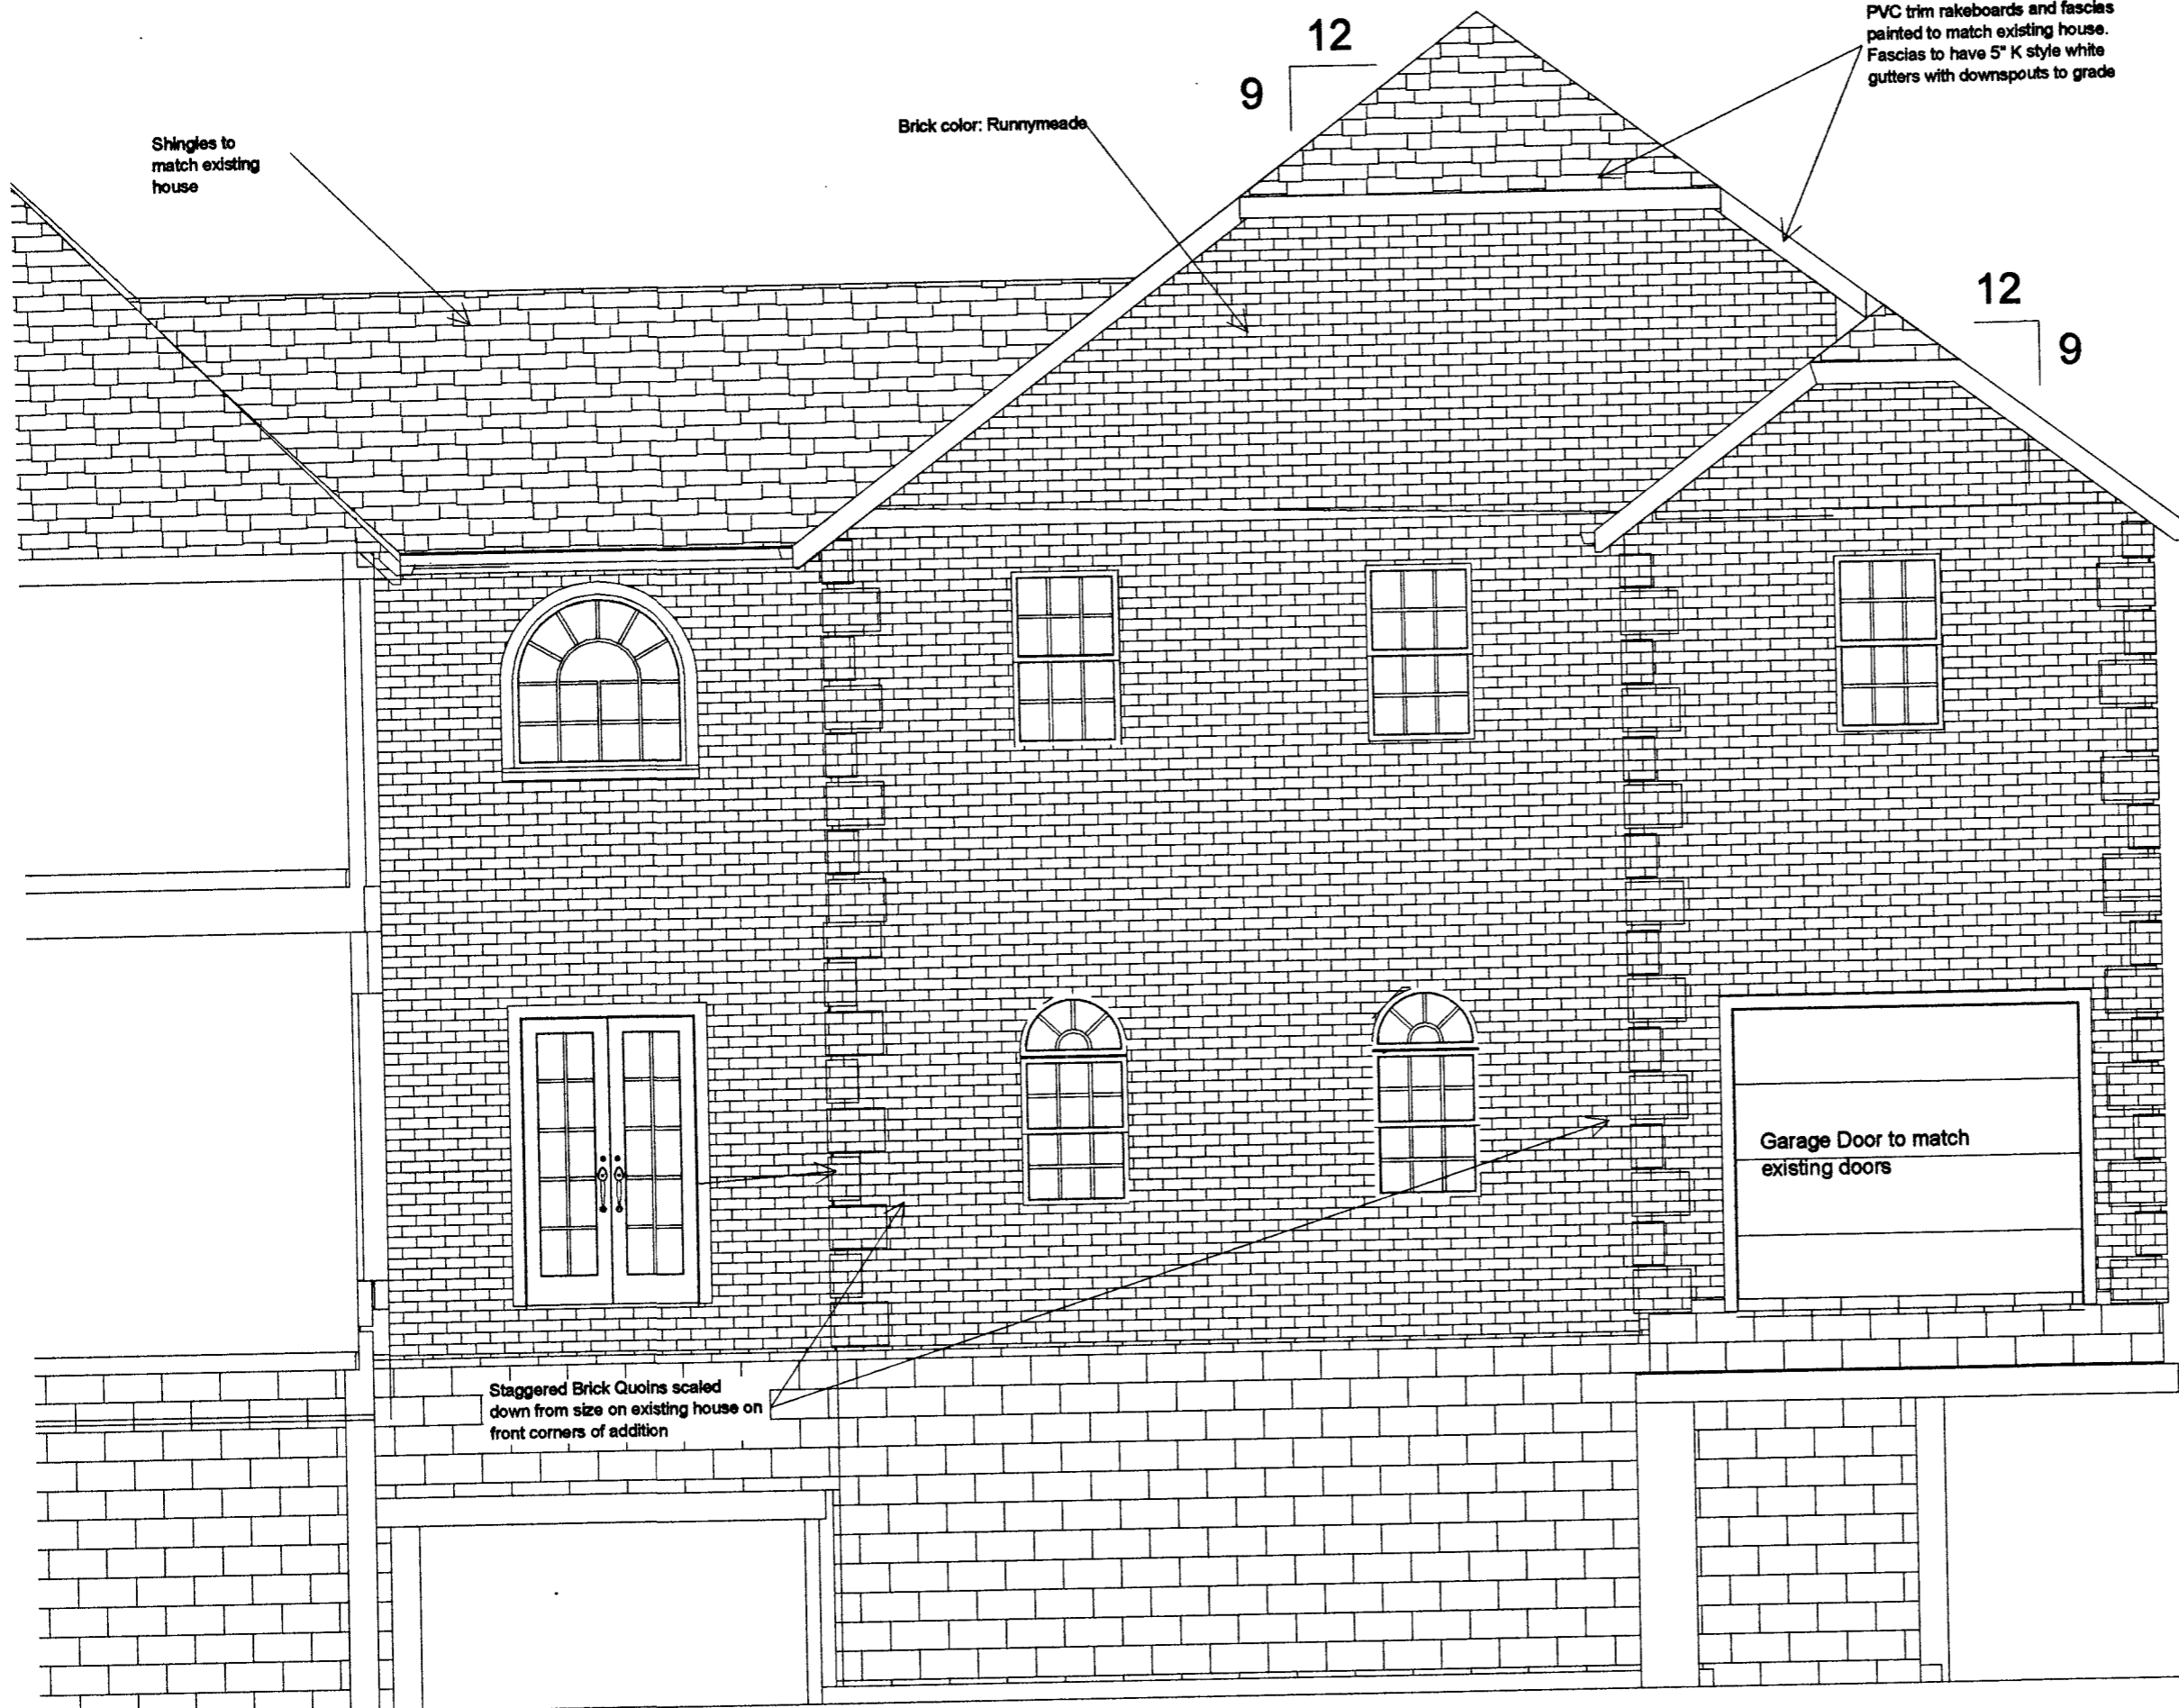 PVC trim rakeboards and fascias
painted to match existing house.
Fascias to have 5" K style white
gutters with downspouts to grade
12
9
Brick color: Runnymeade
Shingles to
match existing
house
12
9
Garage Door to match
existing doors
Staggered Brick Quoins scaled
down from size on existing house on
front corners of addition